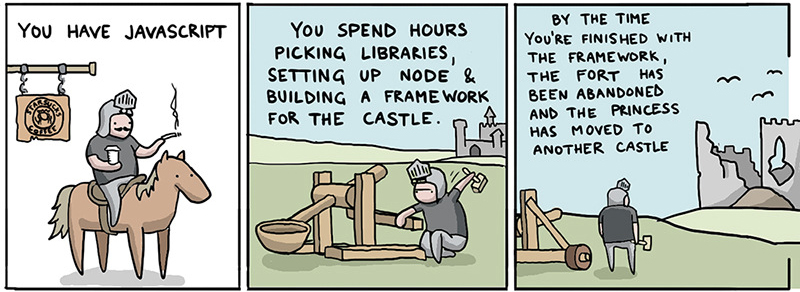 YOU HAVE JAVASCRIPT
STARBUCKS
COFFEE
YOU SPEND HOURS
PICKING LIBRARIES,
SETTING UP NODE &
BUILDING A FRAMEWORK
FOR THE CASTLE.
BY THE TIME
YOU'RE FINISHED WITH
THE FRAMEWORK,
THE FORT HAS
BEEN ABANDONED
AND THE PRINCESS
HAS MOVED TO
ANOTHER CASTLE